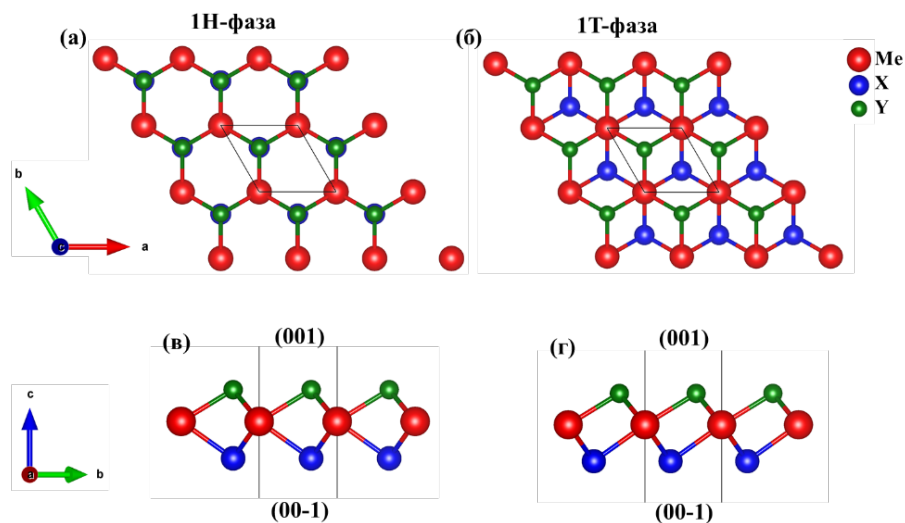 1H-фаза
(а)
1T-фаза
(б)
Me
X
Y
b
c
a
(в)
(001)
(00-1)
(г)
(001)
(00-1)
c
a
b